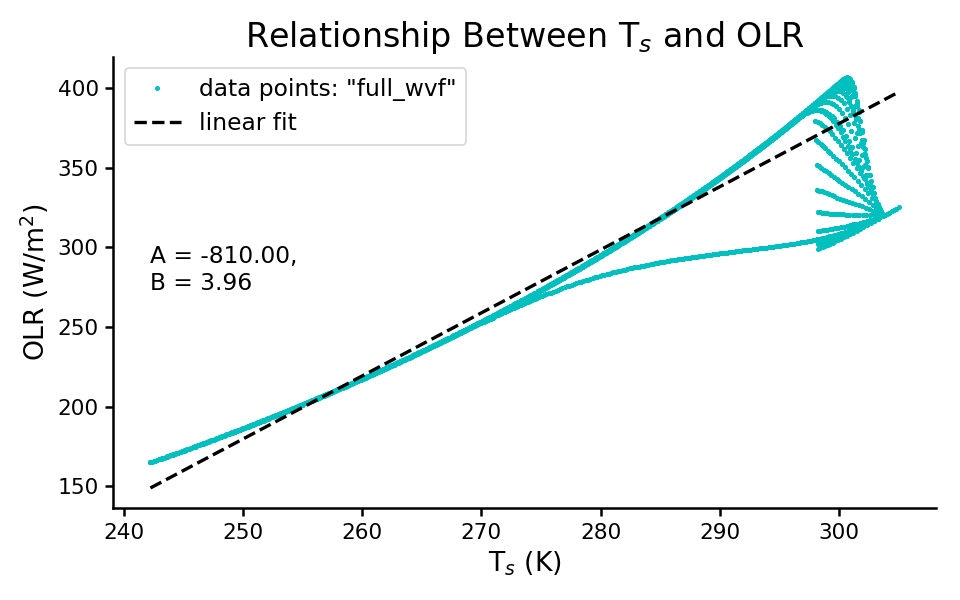 Relationship Between Tₛ and OLR
data points: "full_wvf"
linear fit
A = -810.00,
B = 3.96
OLR (W/m²)
400
350
300
250
200
150
240 250 260 270 280 290 300
Tₛ (K)